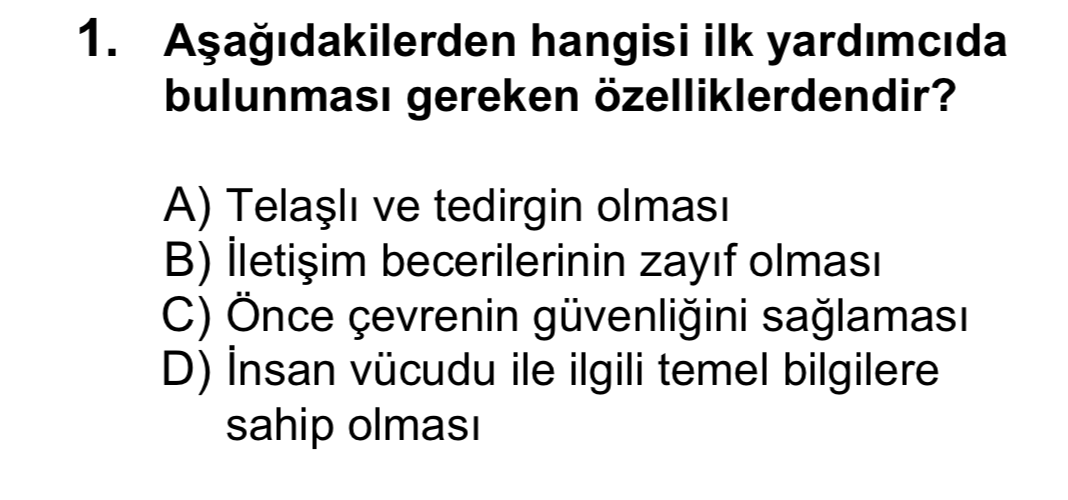 1. Aşağıdakilerden hangisi ilk yardımcıda
bulunması gereken özelliklerdendir?
A) Telaşlı ve tedirgin olması
B) İletişim becerilerinin zayıf olması
C) Önce çevrenin güvenliğini sağlaması
D) İnsan vücudu ile ilgili temel bilgilere
sahip olması